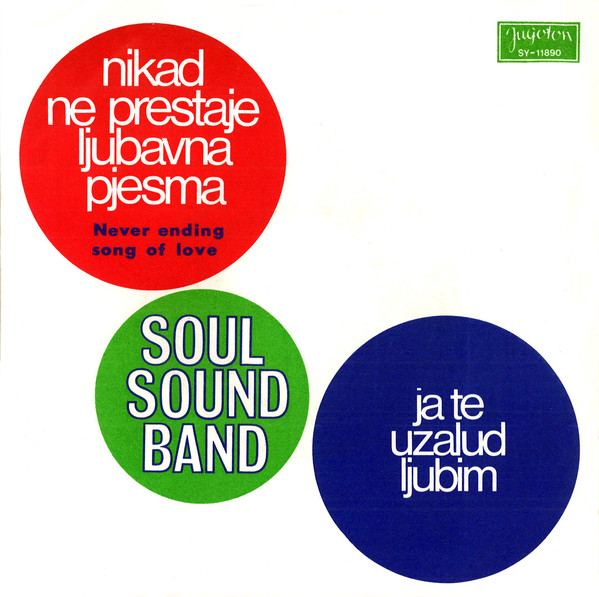 nikad
ne prestaje
ljubavna
pjesma
Never ending
song of love
Jugoton
SY-11890
SOUL
SOUND
BAND
ja te
uzalud
ljubim